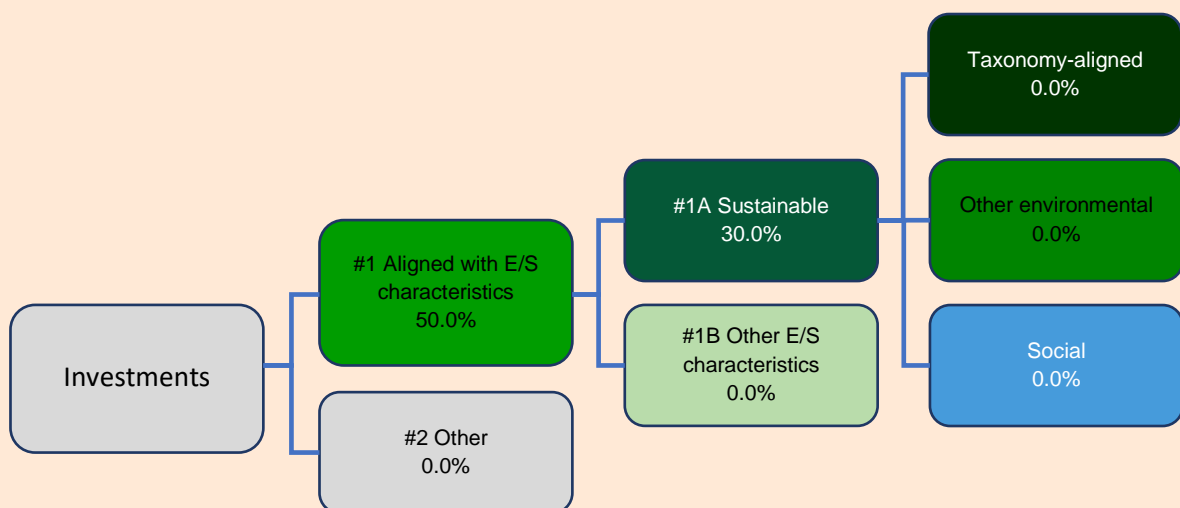 Investments
#1 Aligned with E/S
characteristics
50.0%
#2 Other
0.0%
#1A Sustainable
30.0%
#1B Other E/S
characteristics
0.0%
Taxonomy-aligned
0.0%
Other environmental
0.0%
Social
0.0%